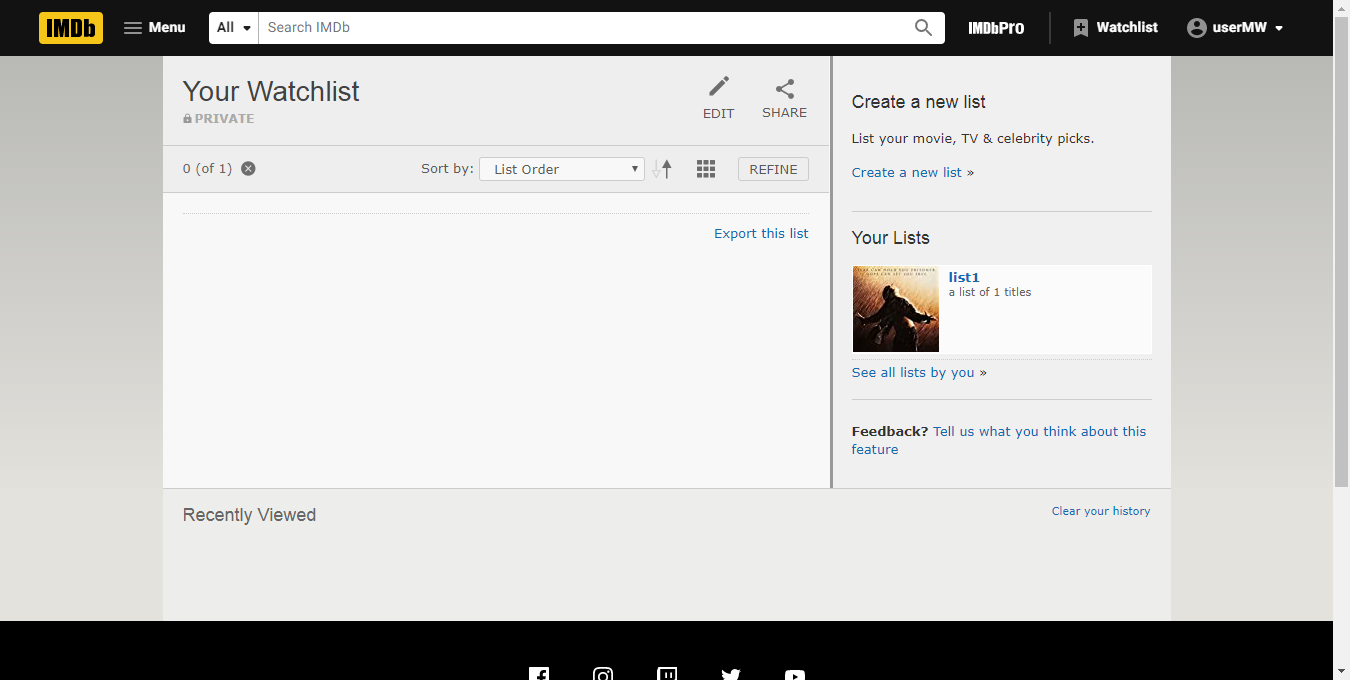 IMDb
Menu
All
Search IMDb
IMDbPro
Watchlist
userMW
Your Watchlist
PRIVATE
EDIT
SHARE
0 (of 1)
Sort by:
List Order
REFINE
Export this list
Create a new list
List your movie, TV & celebrity picks.
Create a new list »
Your Lists
list1
a list of 1 titles
See all lists by you »
Feedback? Tell us what you think about this
feature
Recently Viewed
Clear your history